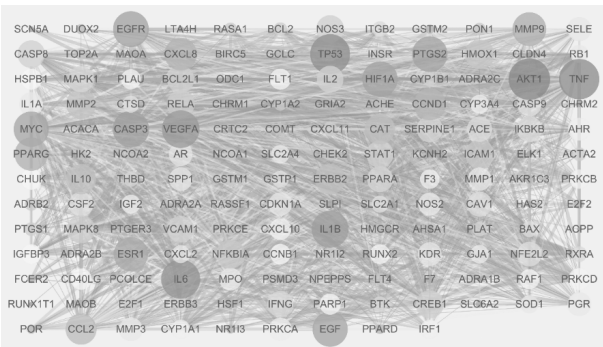 SCN5A DUOX2 EGFR LTA4H RASA1 BCL2 NOS3 ITGB2 GSTM2 PON1 MMP9 SELE
CASP8 TOP2A MAOA CXCL8 BIRC5 GCLC TP53 INSR PTGS2 HMOX1 CLDN4 RB1
HSPB1 MAPK1 PLAU BCL2L1 ODC1 FLT1 IL2 HIF1A CYP1B1 ADRA2C AKT1 TNF
IL1A MMP2 CTSD RELA CHRM1 CYP1A2 GRIA2 ACHE CCND1 CYP3A4 CASP9 CHRM2
MYC ACACA CASP3 VEGFA CRTC2 COMT CXCL11 CAT SERPINE1 ACE IKBKB AHR
PPARG HK2 NCOA2 AR NCOA1 SLC2A4 CHEK2 STAT1 KCNH2 ICAM1 ELK1 ACTA2
CHUK IL10 THBD SPP1 GSTM1 GSTP1 ERBB2 PPARA F3 MMP1 AKR1C3 PRKCB
ADRB2 CSF2 IGF2 ADRA2A RASSF1 CDKN1A SLPI SLC2A1 NOS2 CAV1 HAS2 E2F2
PTGS1 MAPK8 PTGER3 VCAM1 PRKCE CXCL10 IL1B HMGCR AHSA1 PLAT BAX AOPP
IGFBP3 ADRA2B ESR1 CXCL2 NFKBIA CCNB1 NR1I2 RUNX2 KDR GJA1 NFE2L2 RXRA
FCER2 CD40LG PCOLCE IL6 MPO PSMD3 NPEPPS FLT4 F7 ADRA1B RAF1 PRKCD
RUNX1T1 MAOB E2F1 ERBB3 HSF1 IFNG PARP1 BTK CREB1 SLC6A2 SOD1 PGR
POR CCL2 MMP3 CYP1A1 NR1I3 PRKCA EGF PPARD IRF1